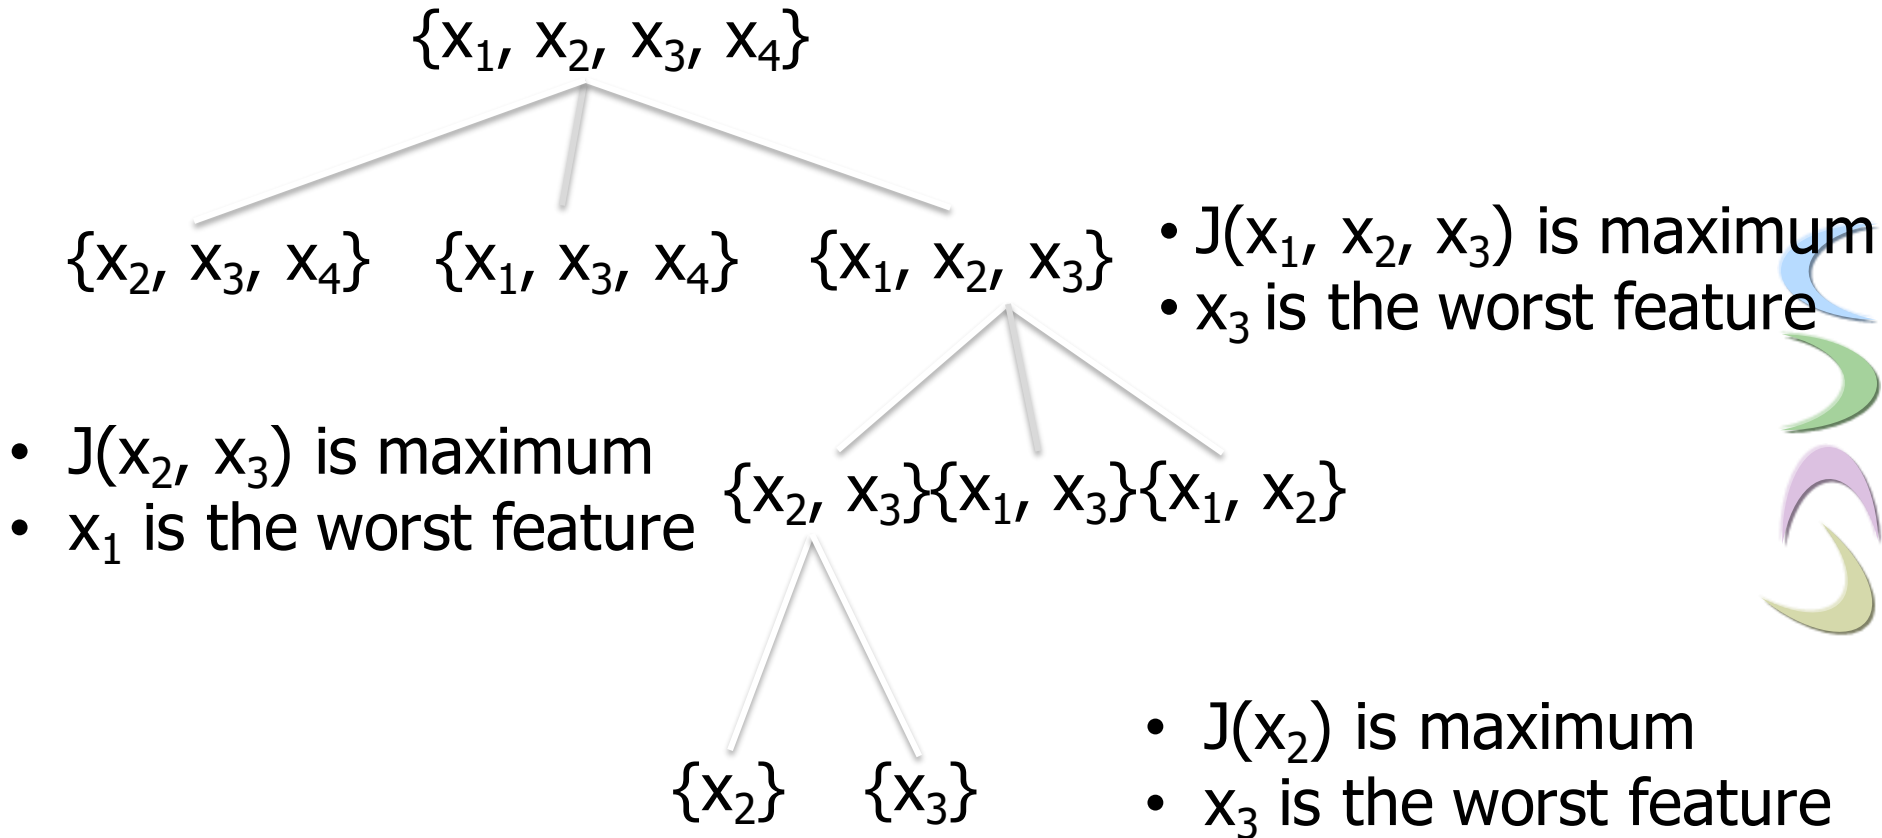 {x₁, x₂, x₃, x₄}
{x₂, x₃, x₄} {x₁, x₃, x₄} {x₁, x₂, x₃}
• J(x₁, x₂, x₃) is maximum
• x₃ is the worst feature
• J(x₂, x₃) is maximum
• x₁ is the worst feature
{x₂, x₃}{x₁, x₃}{x₁, x₂}
{x₂} {x₃}
• J(x₂) is maximum
• x₃ is the worst feature